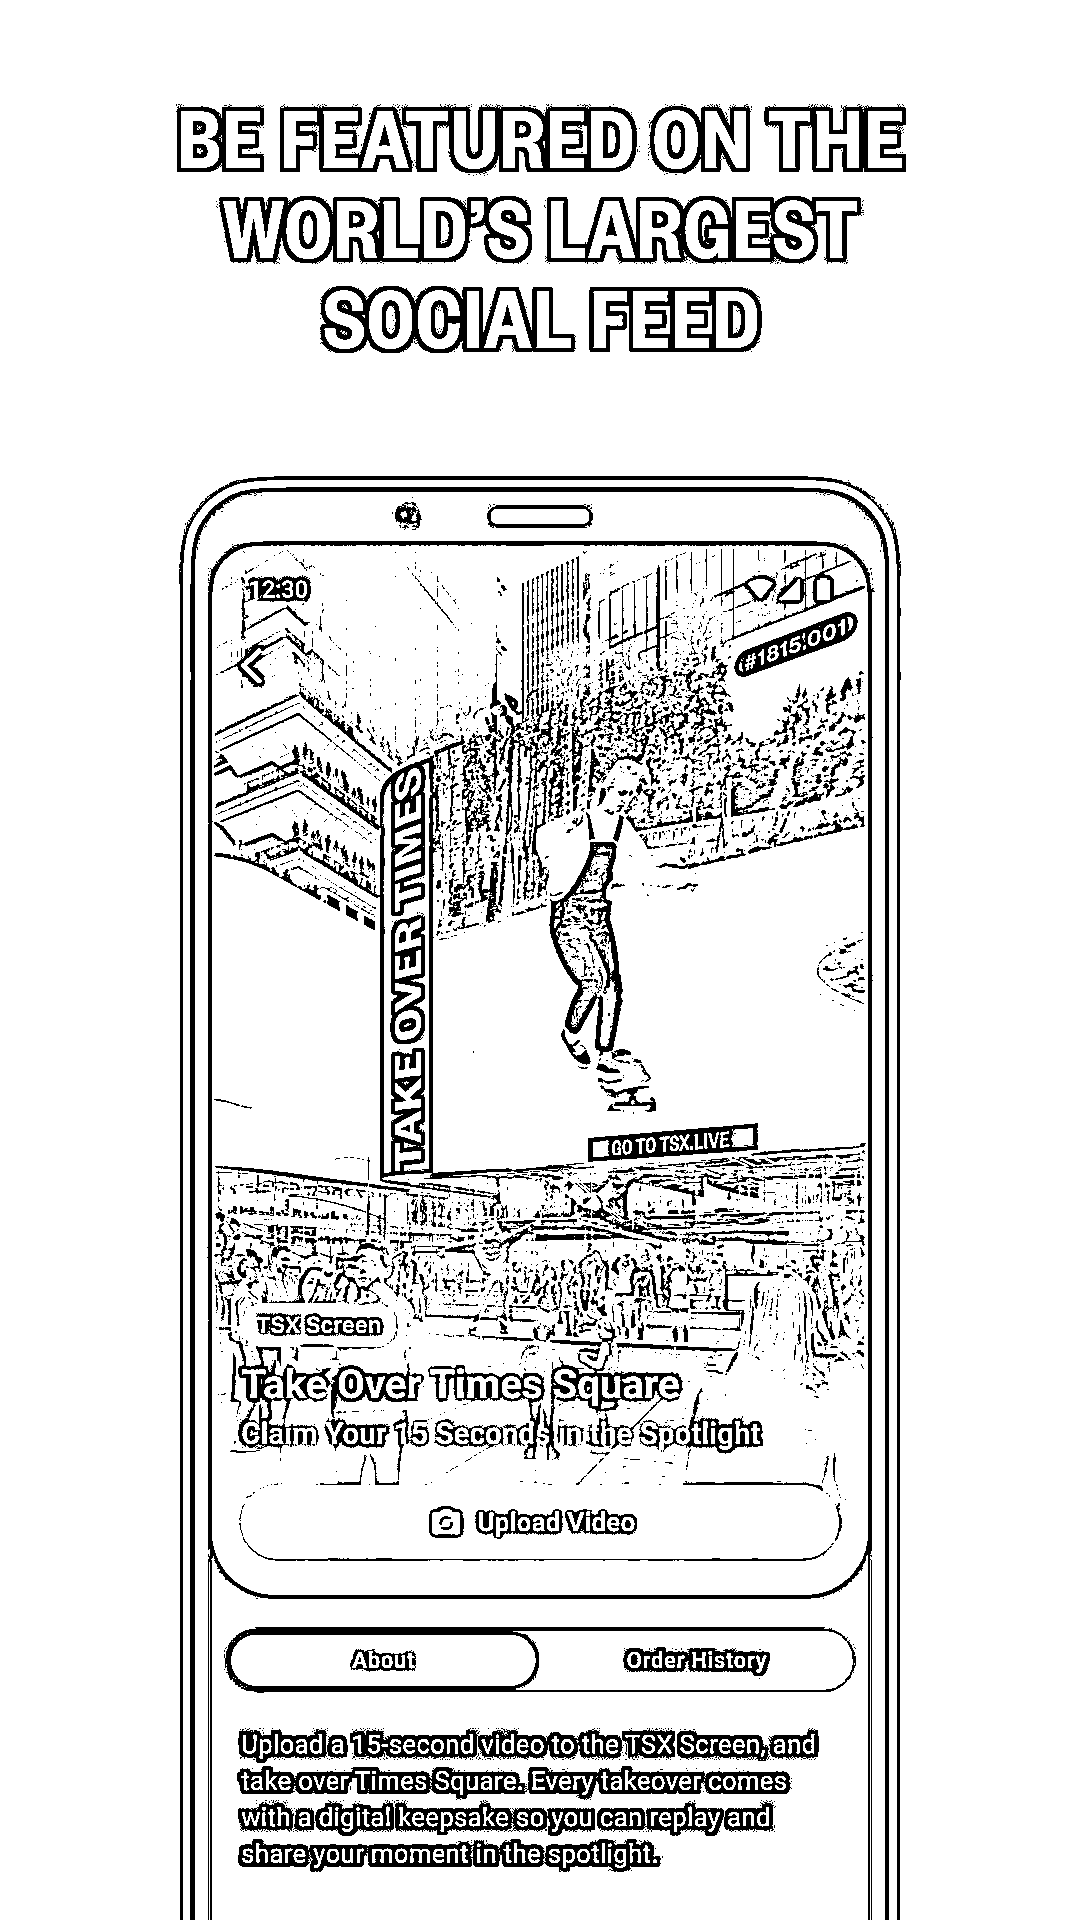 BE FEATURED ON THE
WORLD'S LARGEST
SOCIAL FEED
12:30
(#1815.001)
TAKE OVER TIMES
GO TO TSX.LIVE
TSX Screen
Take Over Times Square
Claim Your 15 Seconds in the Spotlight
Upload Video
About
Order History
Upload a 15-second video to the TSX Screen, and
take over Times Square. Every takeover comes
with a digital keepsake so you can replay and
share your moment in the spotlight.